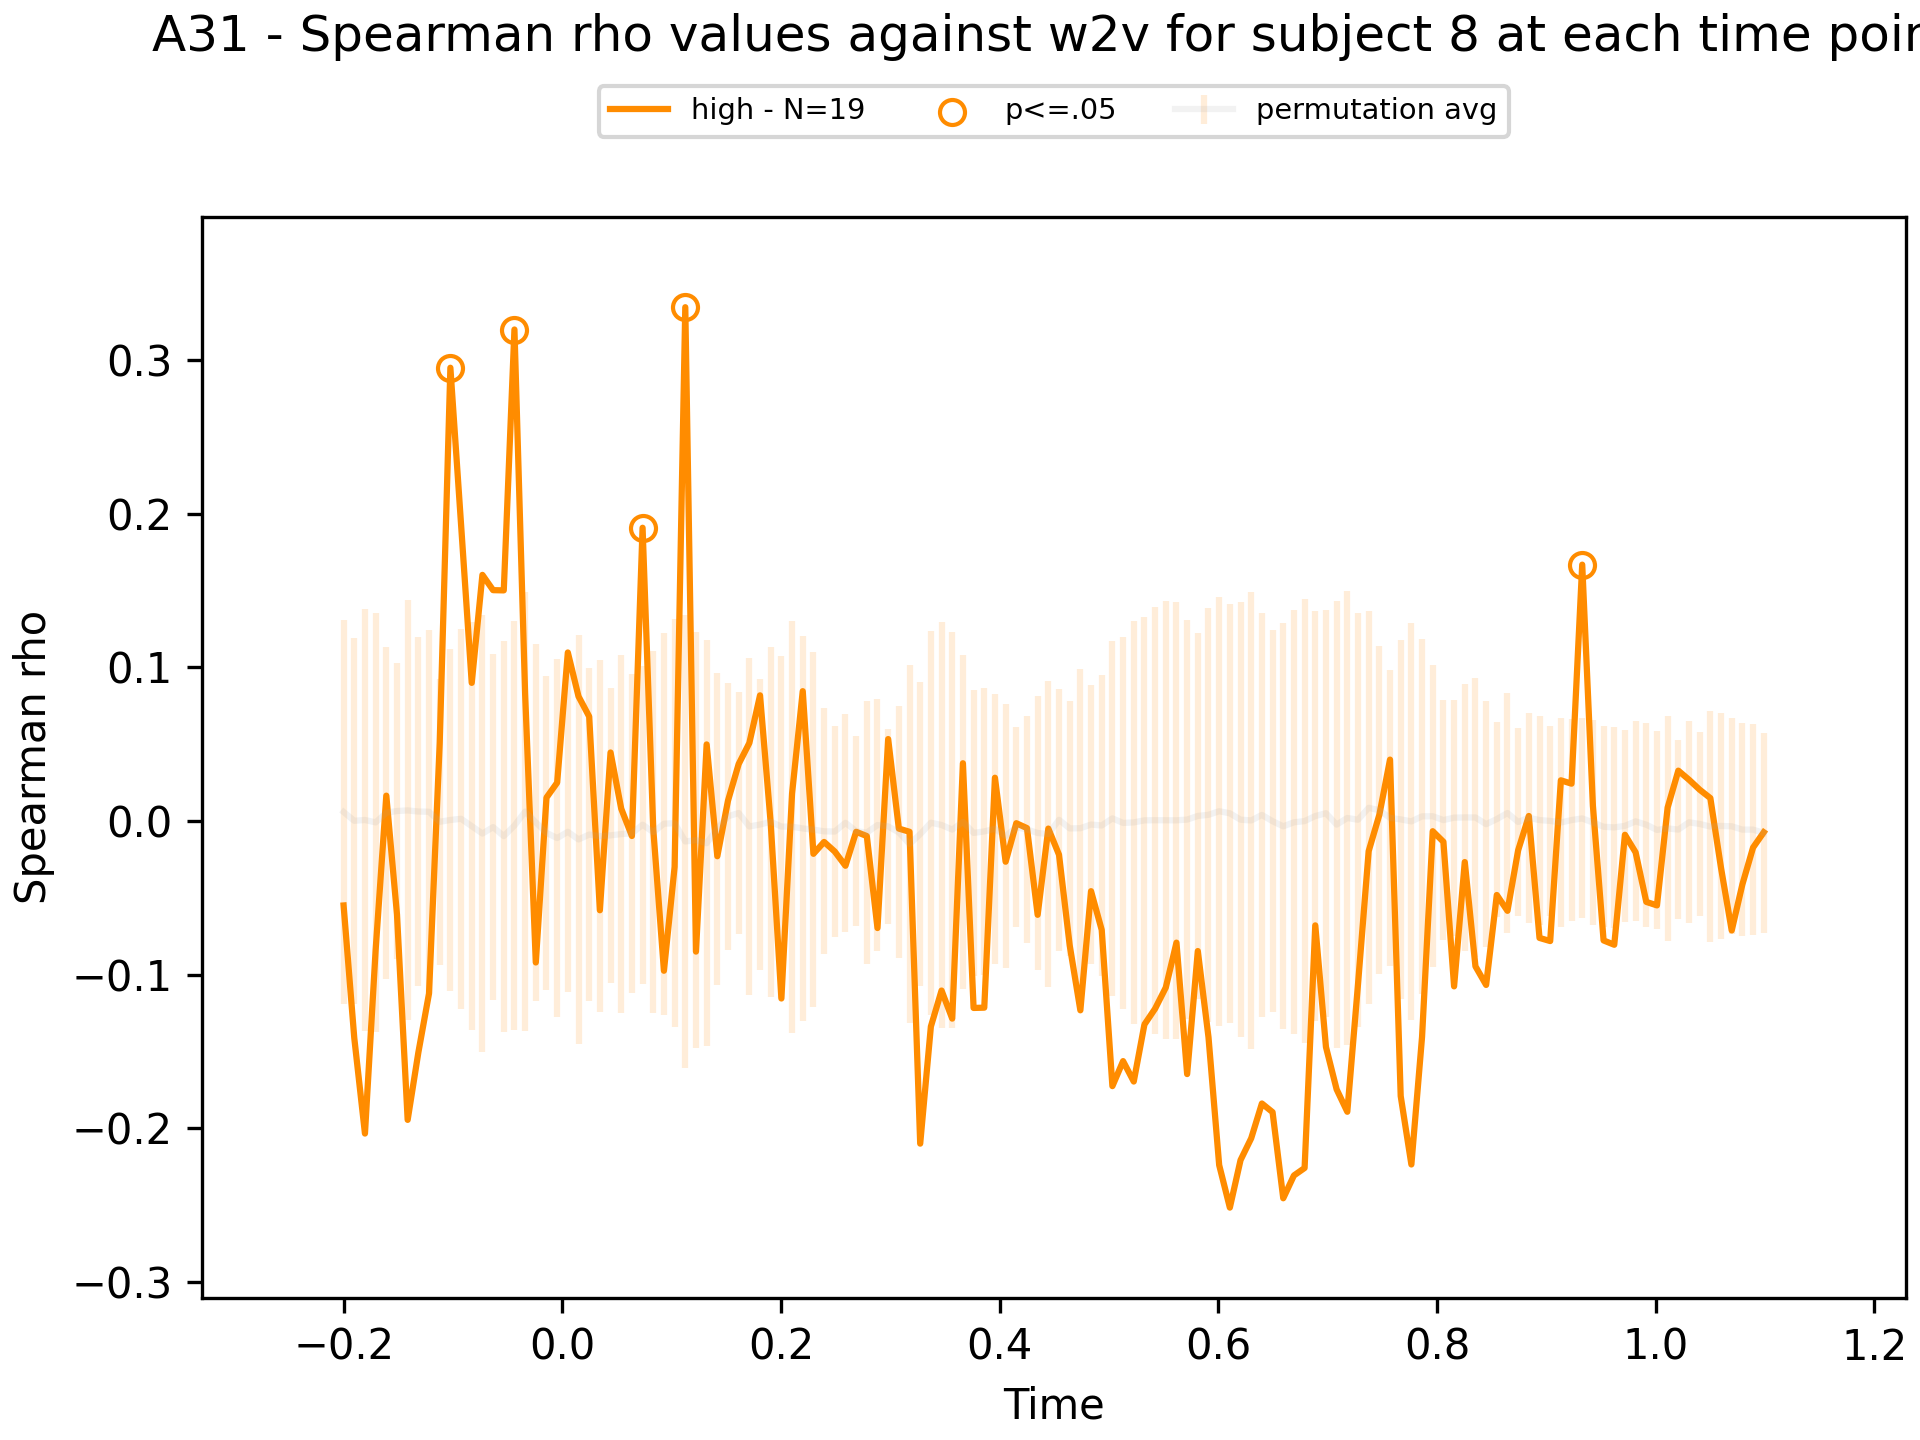 A31 - Spearman rho values against w2v for subject 8 at each time
high - N=19 p<=.05 permutation avg
0.3
0.2
0.1
0.0
−0.1
−0.2
−0.3
Spearman rho
−0.2 0.0 0.2 0.4 0.6 0.8 1.0 1.2
Time